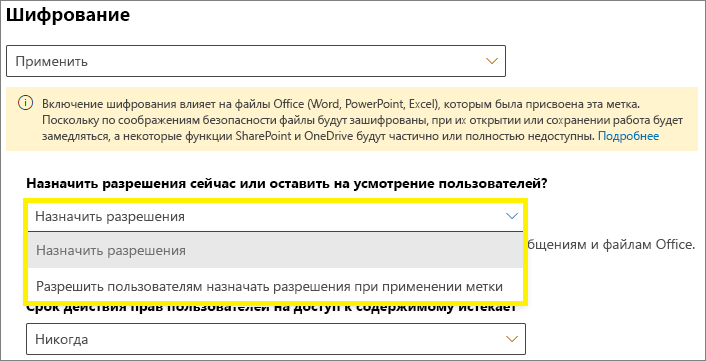 Шифрование
Применить
Включение шифрования влияет на файлы Office (Word, PowerPoint, Excel), которым была присвоена эта метка.
Поскольку по соображениям безопасности файлы будут зашифрованы, при их открытии или сохранении работа будет
замедляться, а некоторые функции SharePoint и OneDrive будут частично или полностью недоступны. Подробнее
Назначить разрешения сейчас или оставить на усмотрение пользователей?
Назначить разрешения
Назначить разрешения
бщениям и файлам Office.
Разрешить пользователям назначать разрешения при применении метки
Срок действия прав пользователей на доступ к содержимому истекает
Никогда